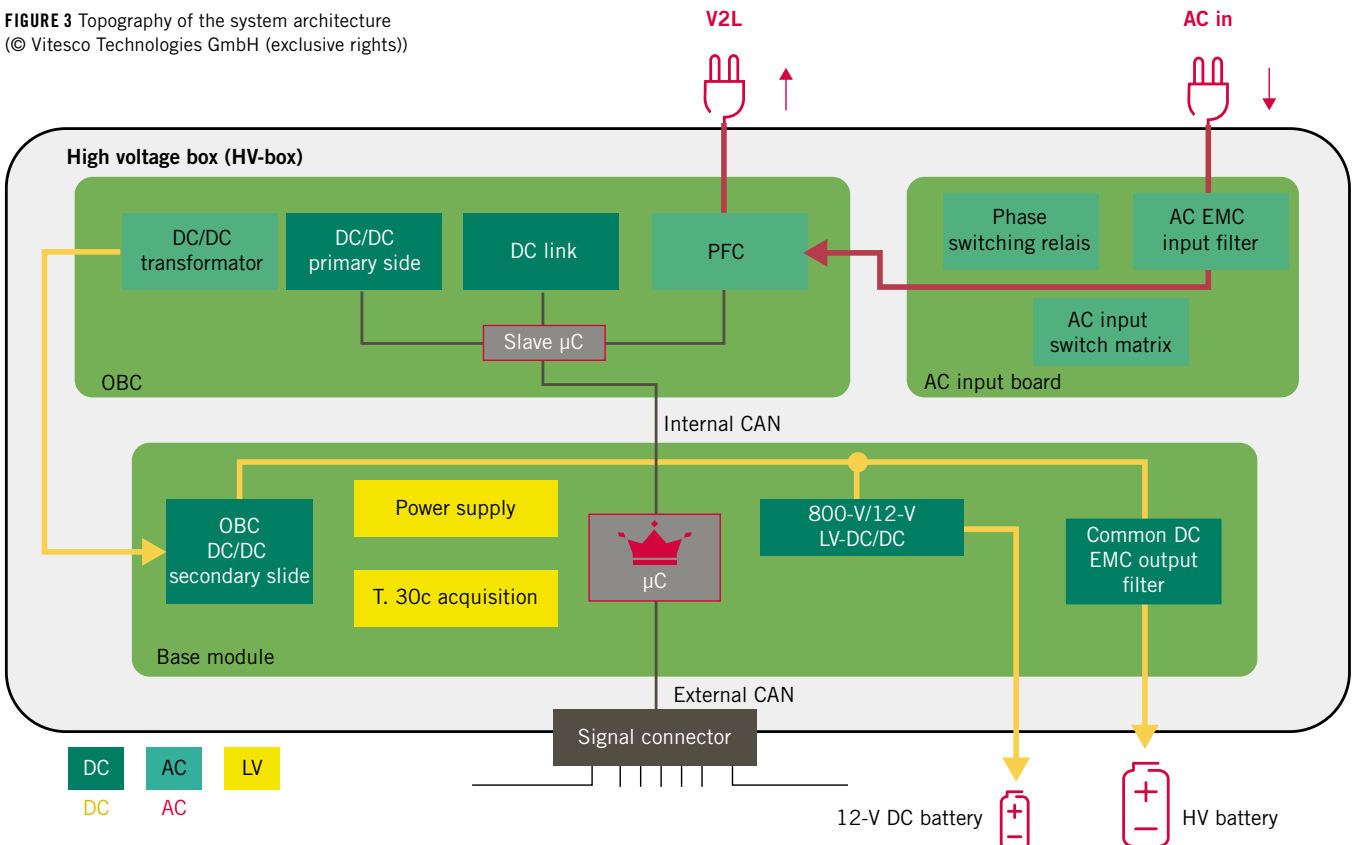 FIGURE 3 Topography of the system architecture
(© Vitesco Technologies GmbH (exclusive rights))
V2L
AC in
High voltage box (HV-box)
DC/DC
transformator
DC/DC
primary side
DC link
PFC
Phase
switching relais
AC EMC
input filter
Slave µC
AC input
switch matrix
OBC
AC input board
Internal CAN
OBC
DC/DC
secondary slide
Power supply
T. 30c acquisition
µC
800-V/12-V
LV-DC/DC
Common DC
EMC output
filter
Base module
External CAN
Signal connector
DC
AC
LV
DC
AC
12-V DC battery
+
−
+
−
HV battery